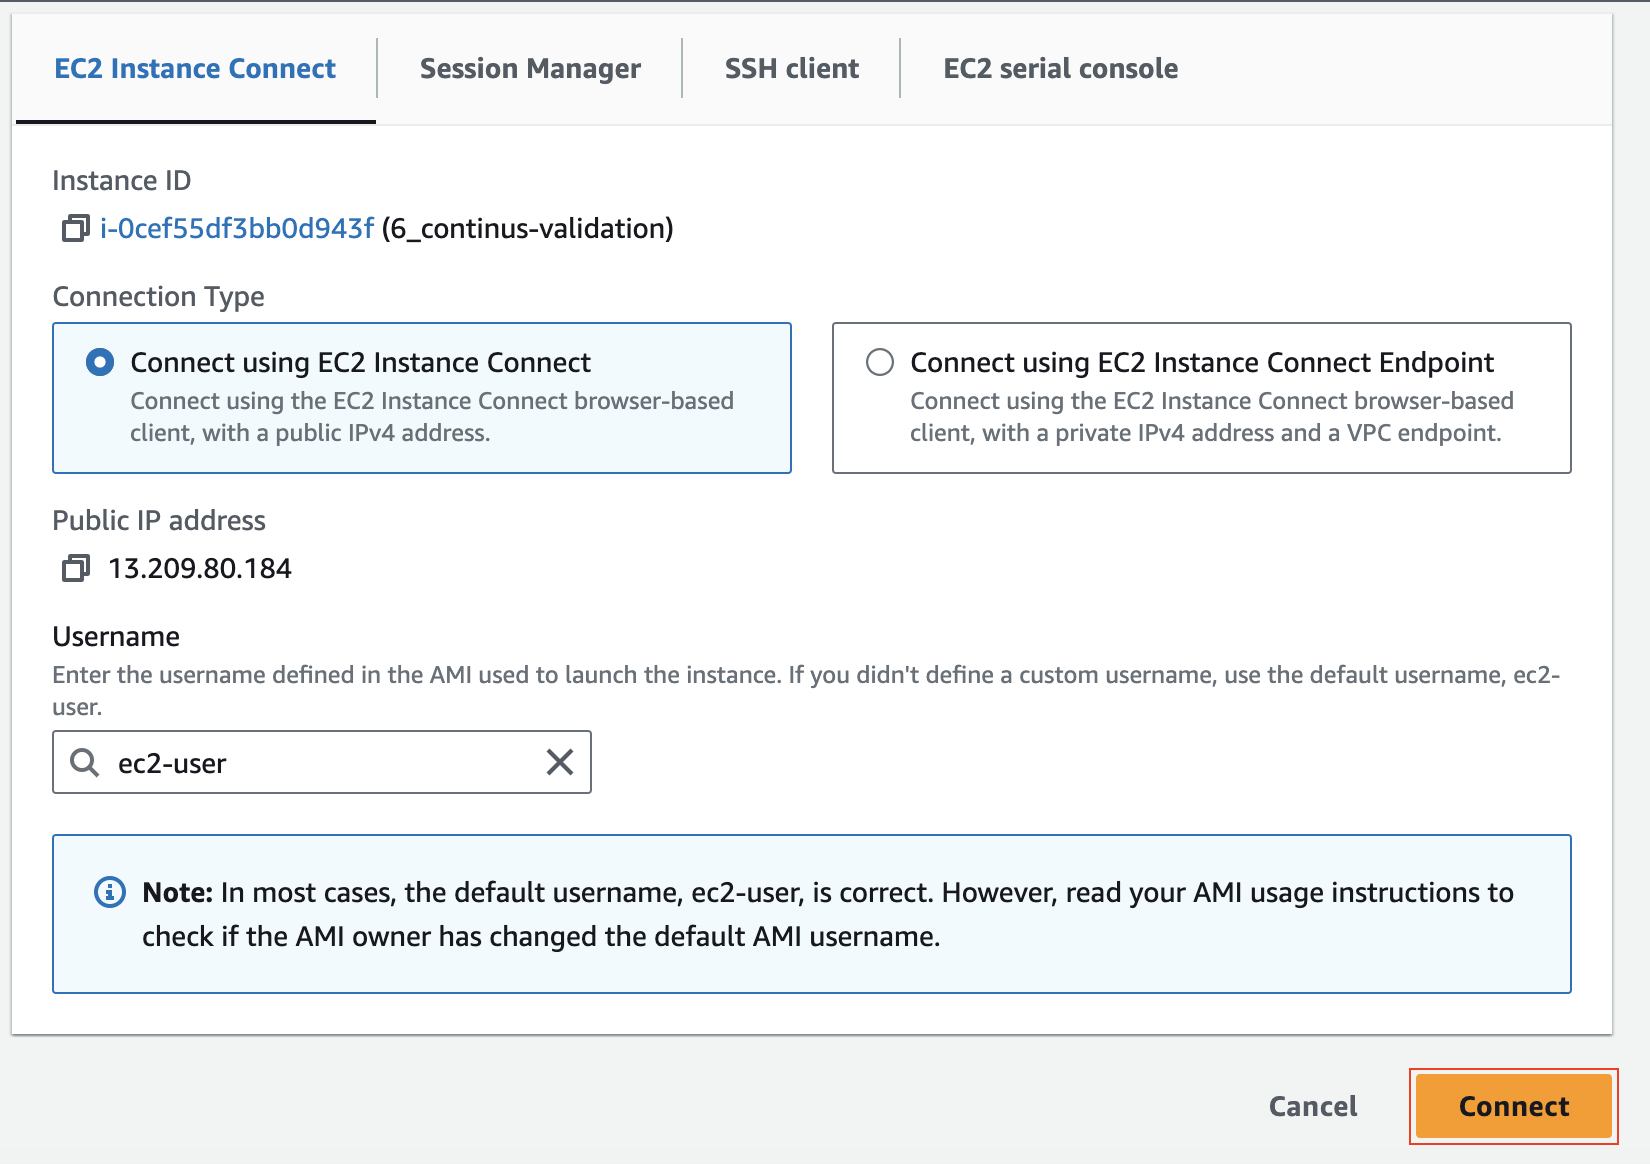 EC2 Instance Connect
Session Manager
SSH client
EC2 serial console
Instance ID
i-0cef55df3bb0d943f (6_continus-validation)
Connection Type
Connect using EC2 Instance Connect
Connect using the EC2 Instance Connect browser-based
client, with a public IPv4 address.
Connect using EC2 Instance Connect Endpoint
Connect using the EC2 Instance Connect browser-based
client, with a private IPv4 address and a VPC endpoint.
Public IP address
13.209.80.184
Username
Enter the username defined in the AMI used to launch the instance. If you didn't define a custom username, use the default username, ec2-
user.
ec2-user
Note: In most cases, the default username, ec2-user, is correct. However, read your AMI usage instructions to
check if the AMI owner has changed the default AMI username.
Cancel
Connect